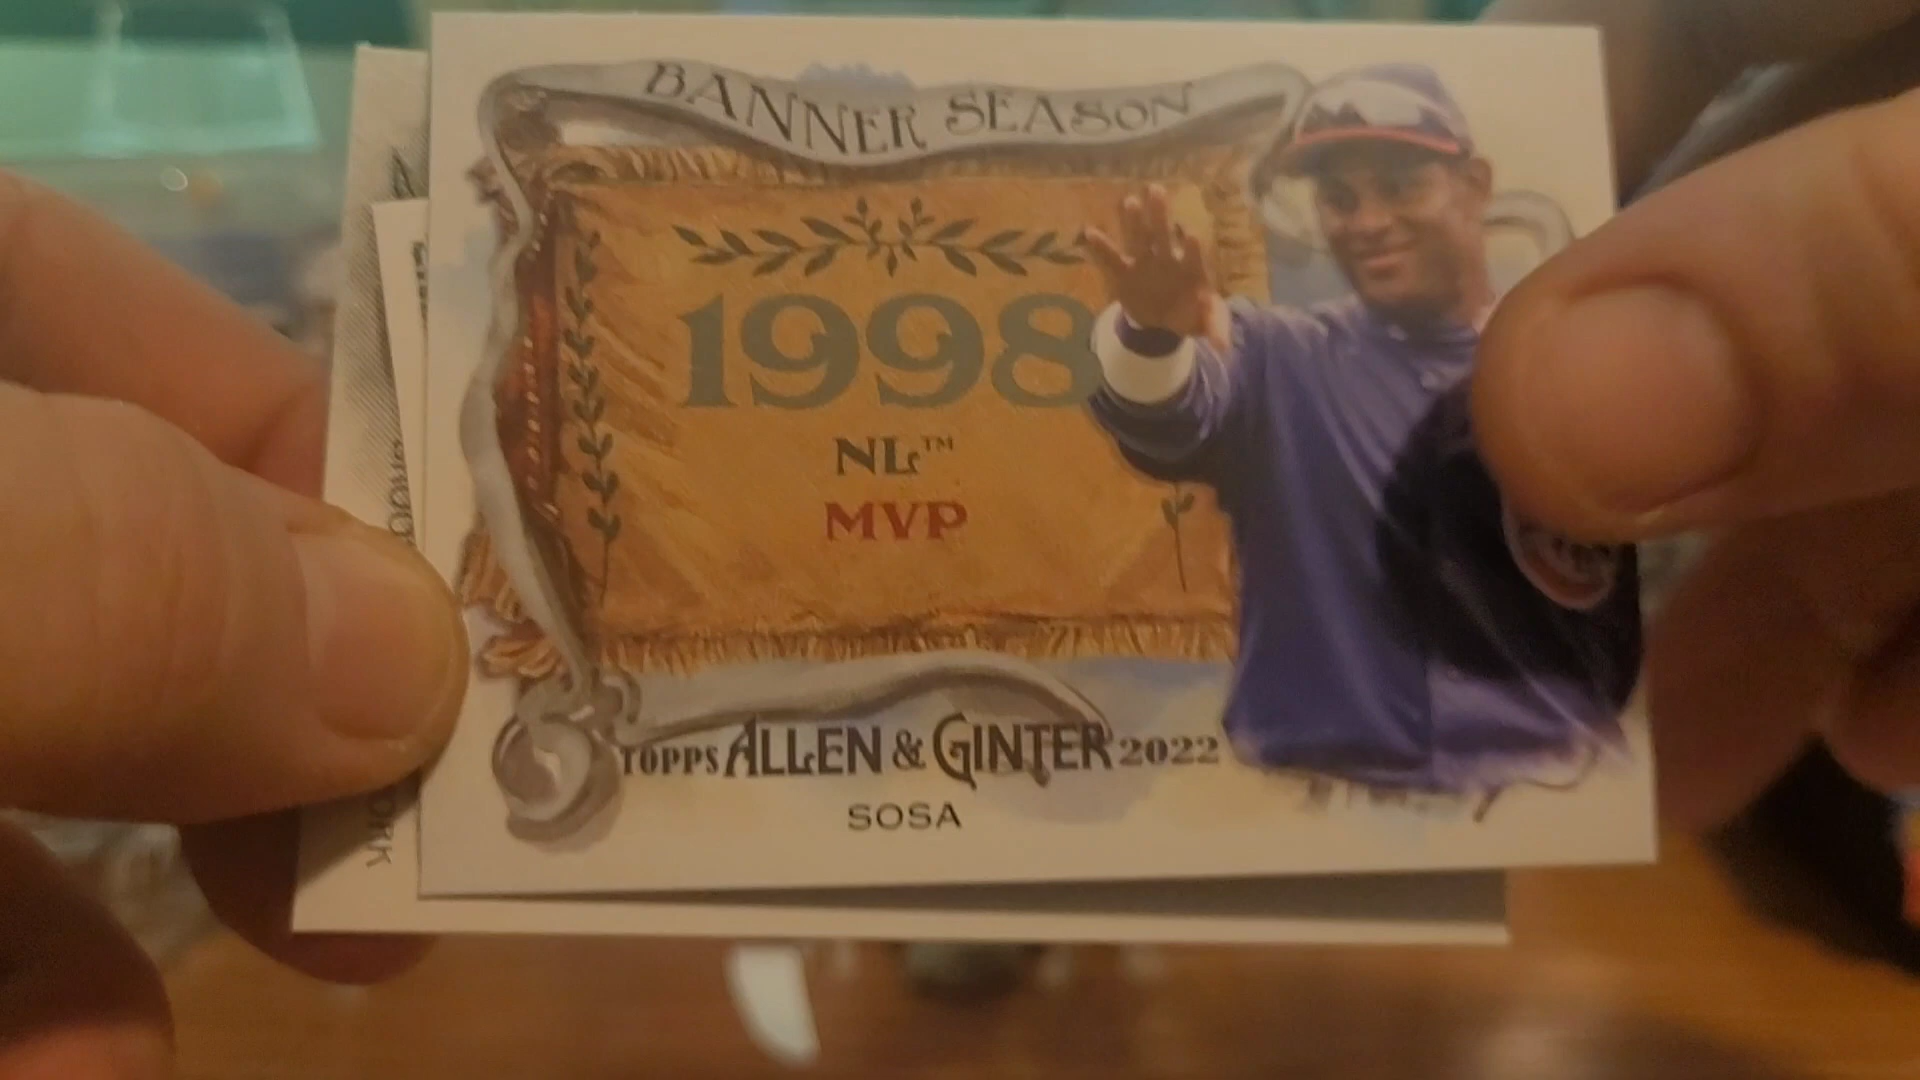 BANNER SEASON
1998
NL™
MVP
TOPPS ALLEN & GINTER 2022
SOSA